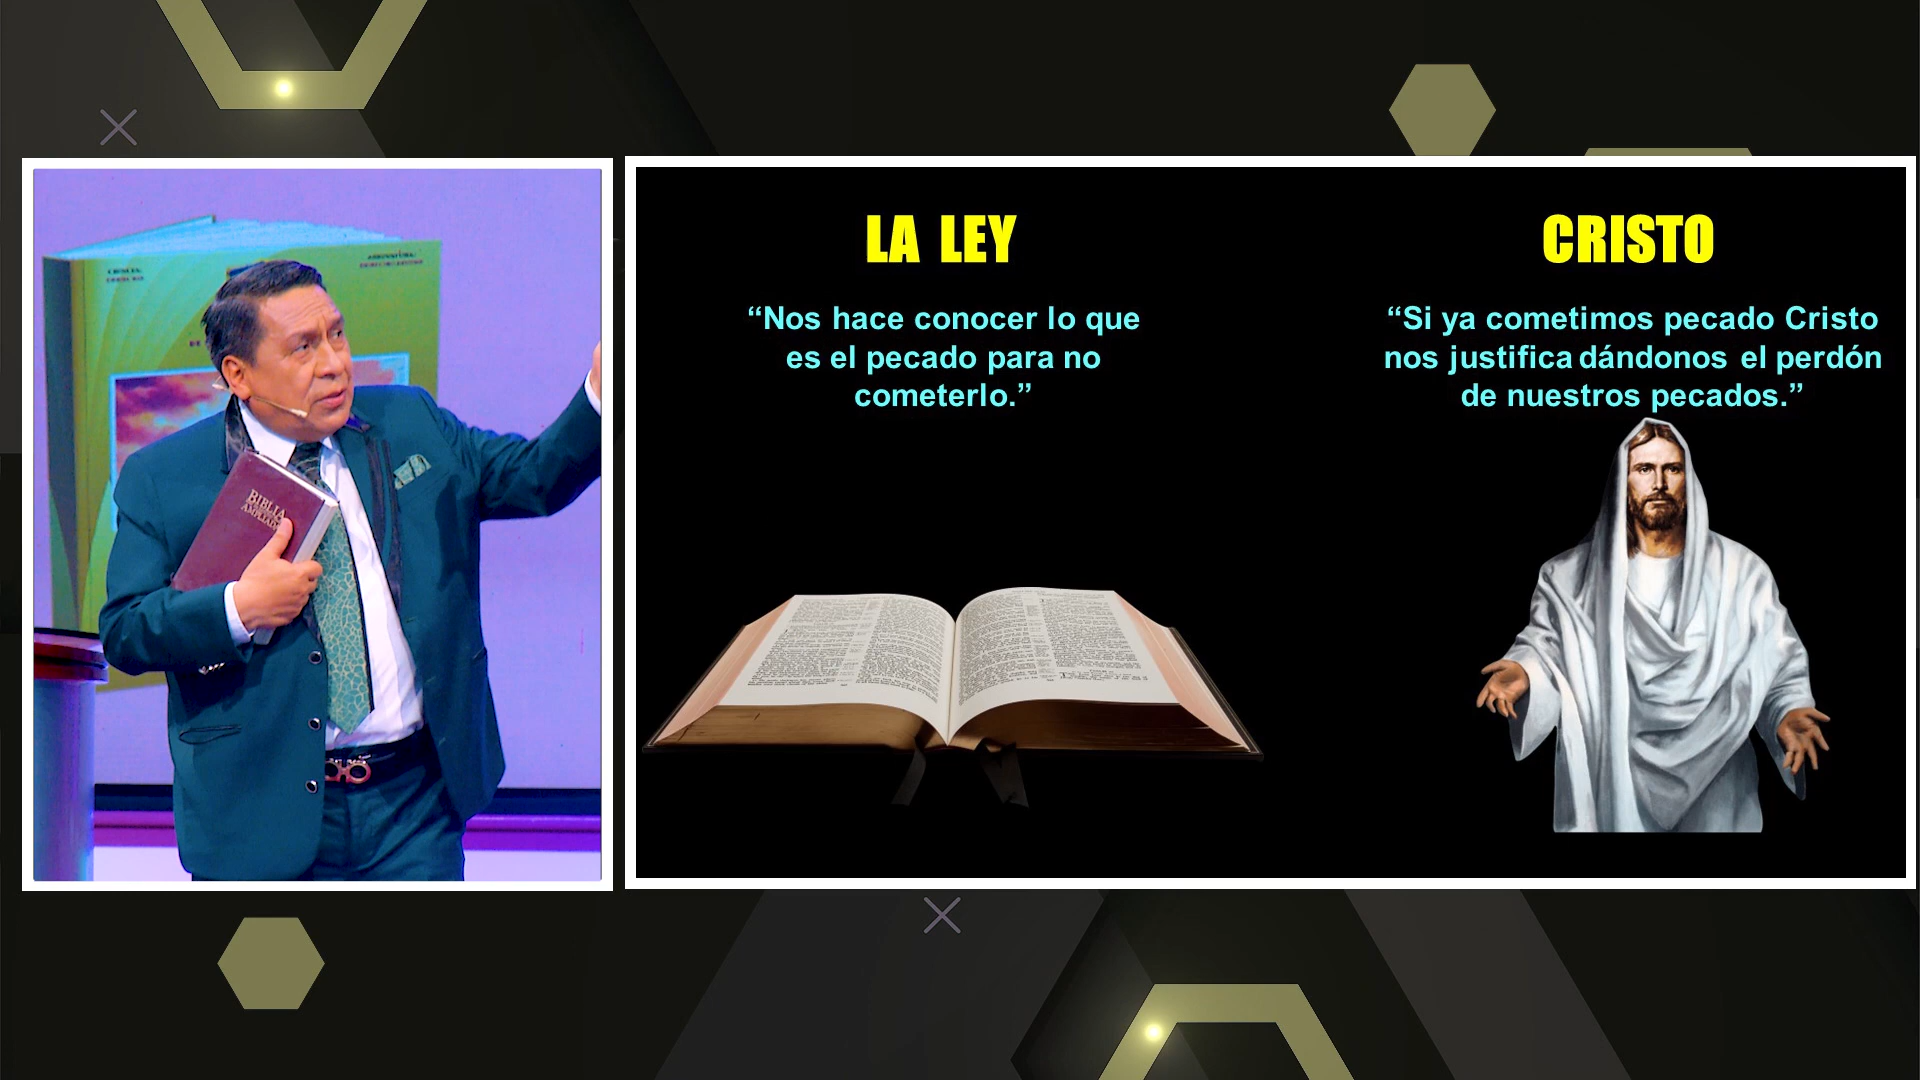 BIBLIA
LA LEY
“Nos hace conocer lo que
es el pecado para no
cometerlo.”
CRISTO
“Si ya cometimos pecado Cristo
nos justifica dándonos el perdón
de nuestros pecados.”